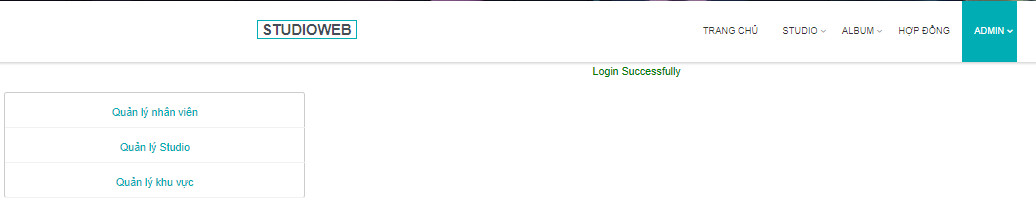 STUDIOWEB
TRANG CHỦ STUDIO ALBUM HỢP ĐỒNG ADMIN
Login Successfully
Quản lý nhân viên
Quản lý Studio
Quản lý khu vực